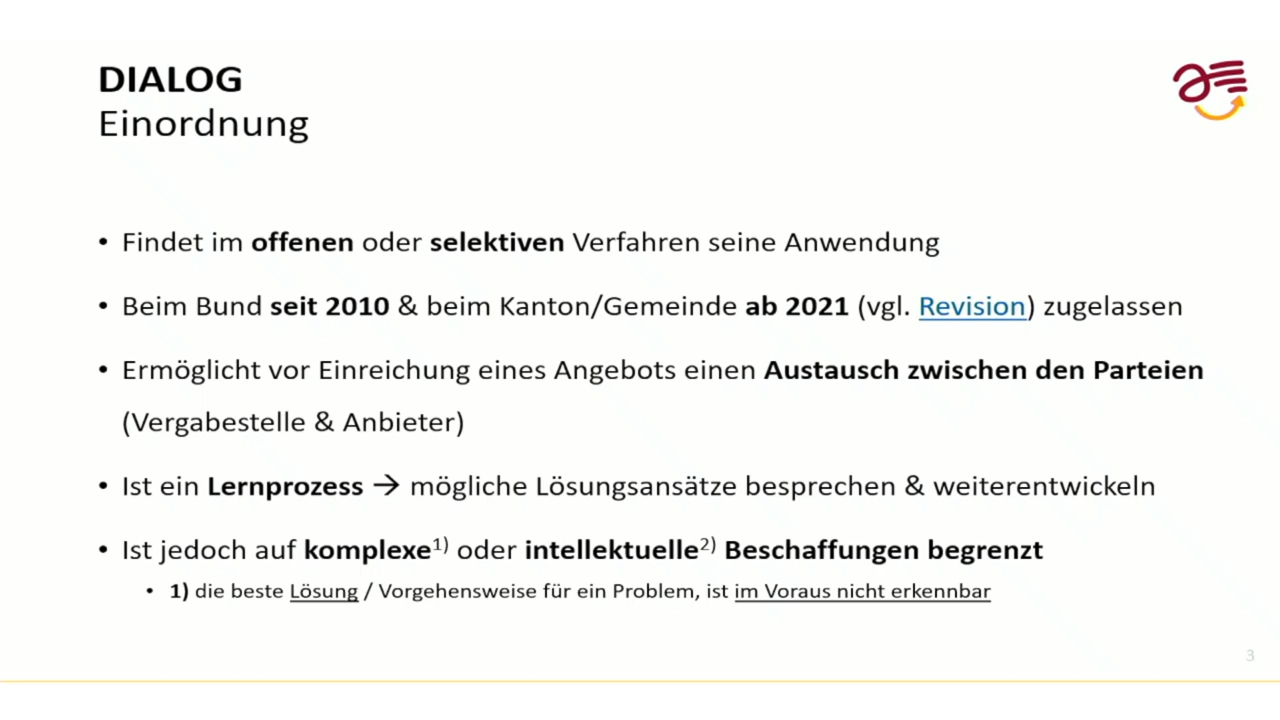 DIALOG
Einordnung
• Findet im offenen oder selektiven Verfahren seine Anwendung
• Beim Bund seit 2010 & beim Kanton/Gemeinde ab 2021 (vgl. Revision) zugelassen
• Ermöglicht vor Einreichung eines Angebots einen Austausch zwischen den Parteien
(Vergabestelle & Anbieter)
• Ist ein Lernprozess → mögliche Lösungsansätze besprechen & weiterentwickeln
• Ist jedoch auf komplexe1) oder intellektuelle2) Beschaffungen begrenzt
• 1) die beste Lösung / Vorgehensweise für ein Problem, ist im Voraus nicht erkennbar
3